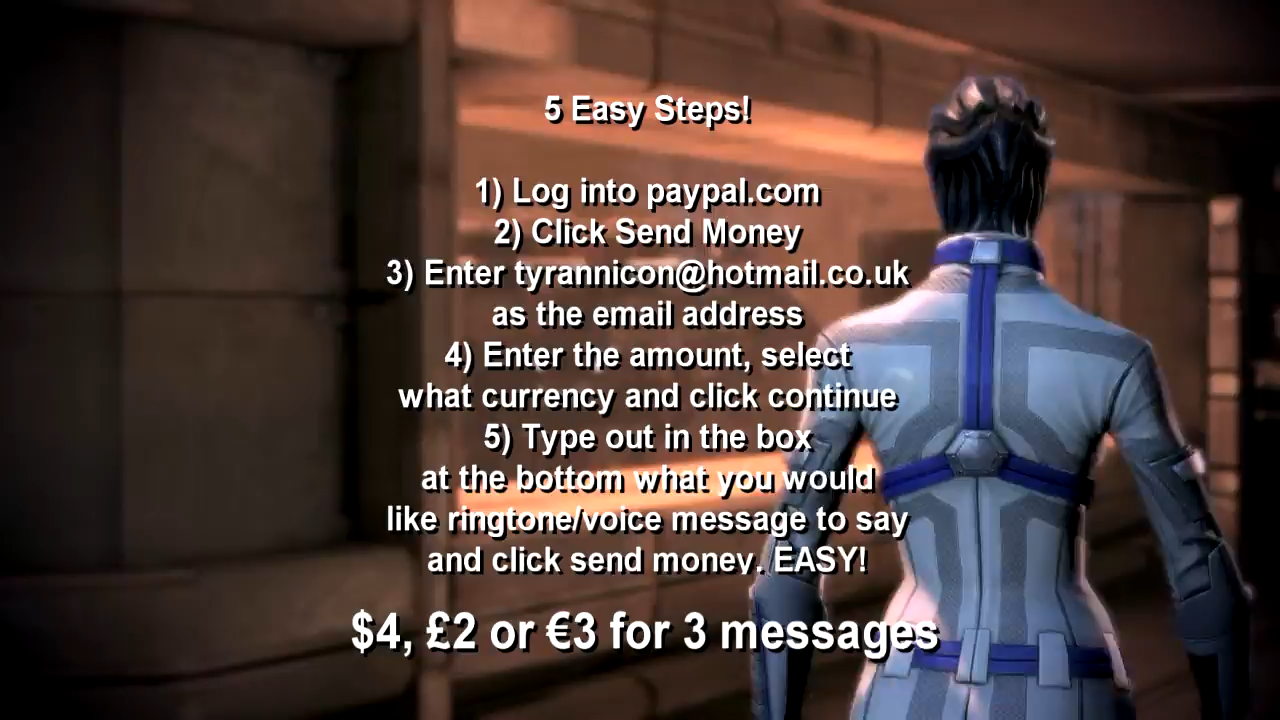 5 Easy Steps!
1) Log into paypal.com
2) Click Send Money
3) Enter tyrannicon@hotmail.co.uk
as the email address
4) Enter the amount, select
what currency and click continue
5) Type out in the box
at the bottom what you would
like ringtone/voice message to say
and click send money. EASY!
$4, £2 or €3 for 3 messages